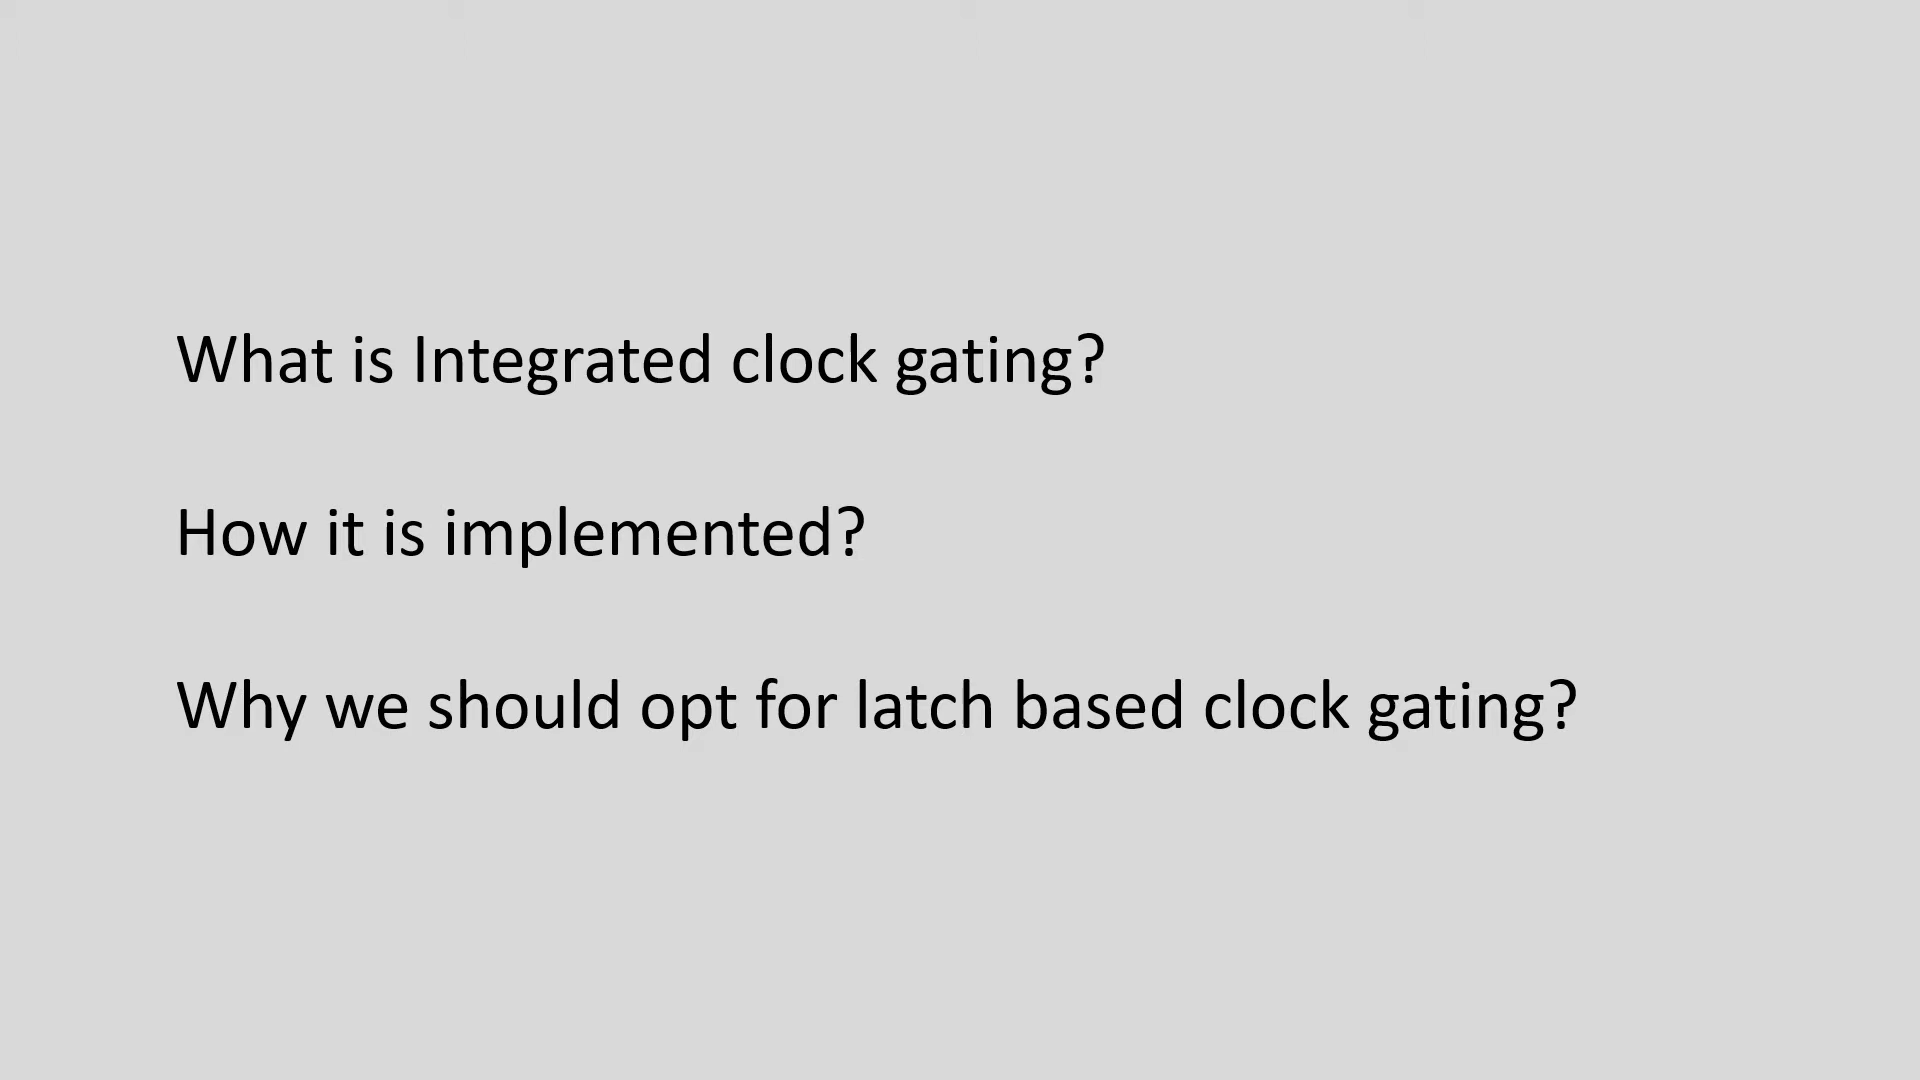 What is Integrated clock gating?
How it is implemented?
Why we should opt for latch based clock gating?